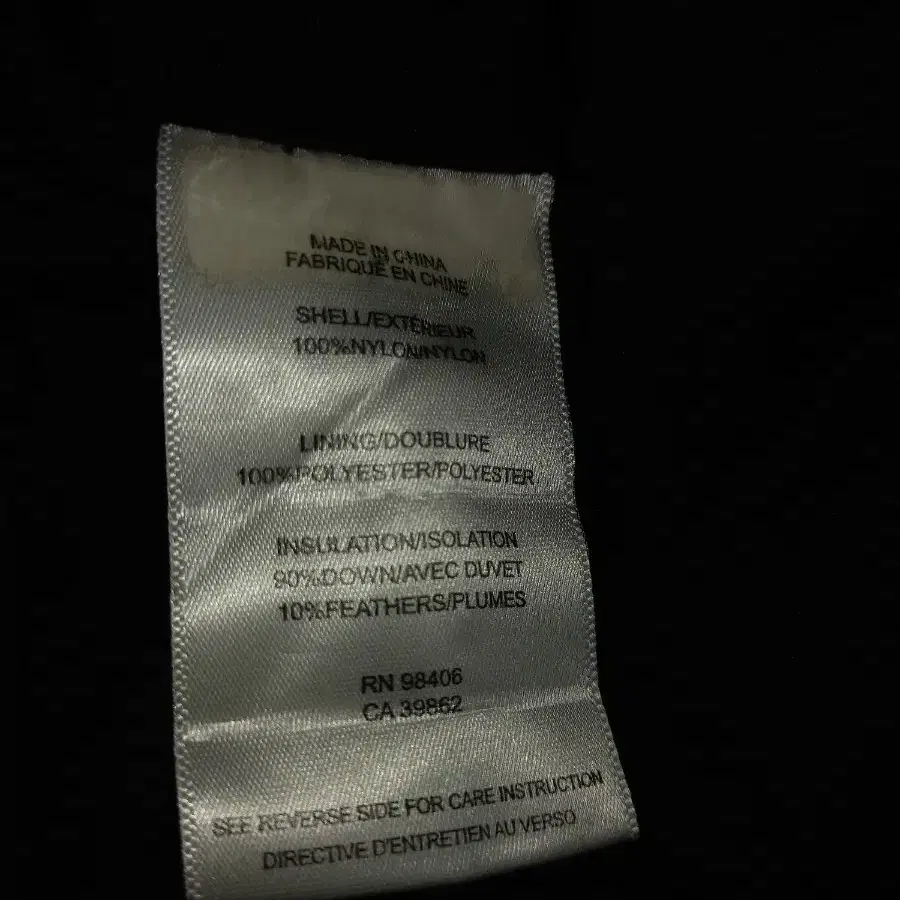 MADE IN CHINA
FABRIQUÉ EN CHINE
SHELL/EXTÉRIEUR
100%NYLON/NYLON
LINING/DOUBLURE
100%POLYESTER/POLYESTER
INSULATION/ISOLATION
90%DOWN/AVEC DUVET
10%FEATHERS/PLUMES
RN 98406
CA 39862
SEE REVERSE SIDE FOR CARE INSTRUCTION
DIRECTIVE D'ENTRETIEN AU VERSO